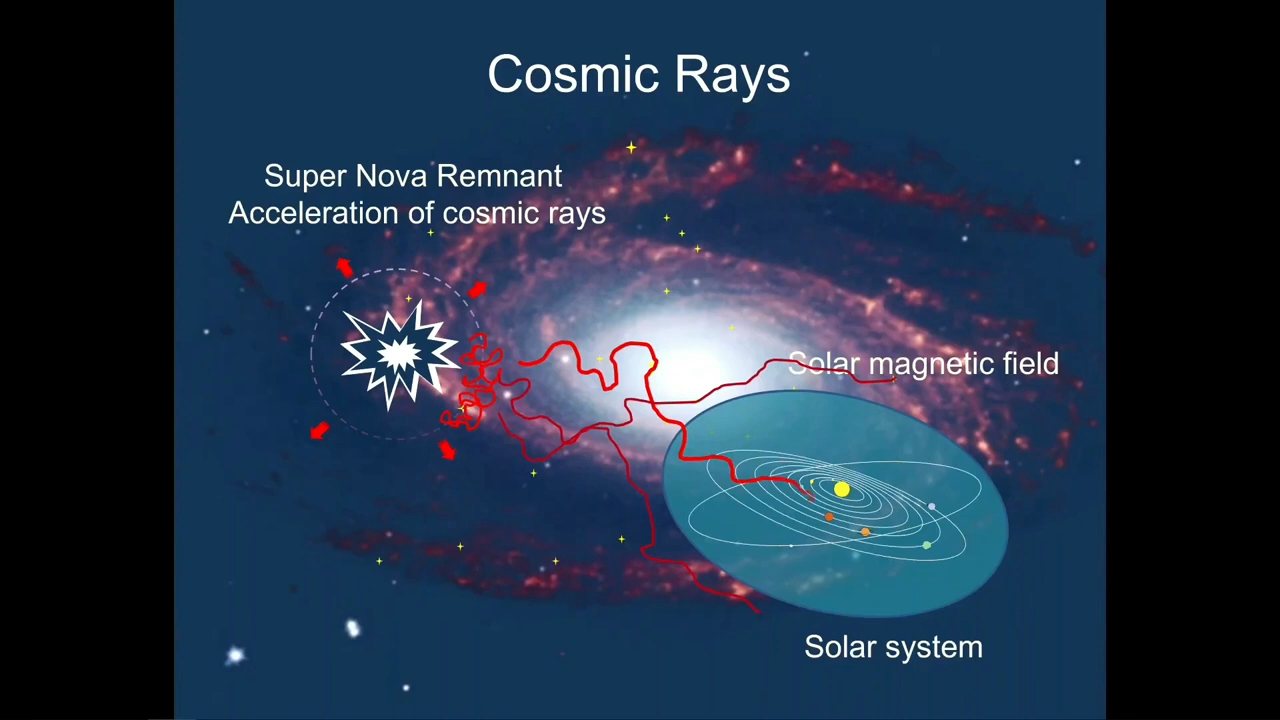 Cosmic Rays
Super Nova Remnant
Acceleration of cosmic rays
Solar magnetic field
Solar system